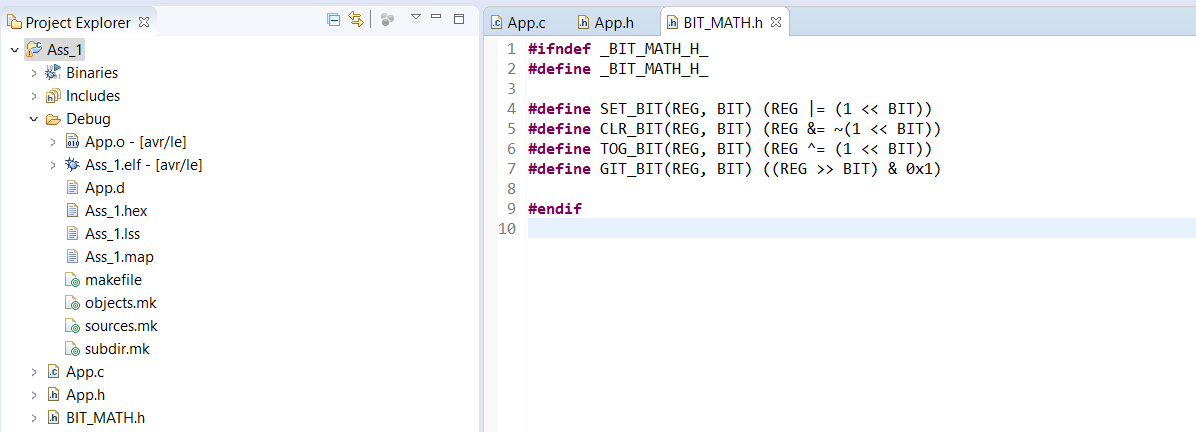 Project Explorer
Ass_1
Binaries
Includes
Debug
App.o - [avr/le]
Ass_1.elf - [avr/le]
App.d
Ass_1.hex
Ass_1.lss
Ass_1.map
makefile
objects.mk
sources.mk
subdir.mk
App.c
App.h
BIT_MATH.h
App.c App.h BIT_MATH.h
1 #ifndef _BIT_MATH_H_
2 #define _BIT_MATH_H_
3
4 #define SET_BIT(REG, BIT) (REG |= (1 << BIT))
5 #define CLR_BIT(REG, BIT) (REG &= ~(1 << BIT))
6 #define TOG_BIT(REG, BIT) (REG ^= (1 << BIT))
7 #define GIT_BIT(REG, BIT) ((REG >> BIT) & 0x1)
8
9 #endif
10